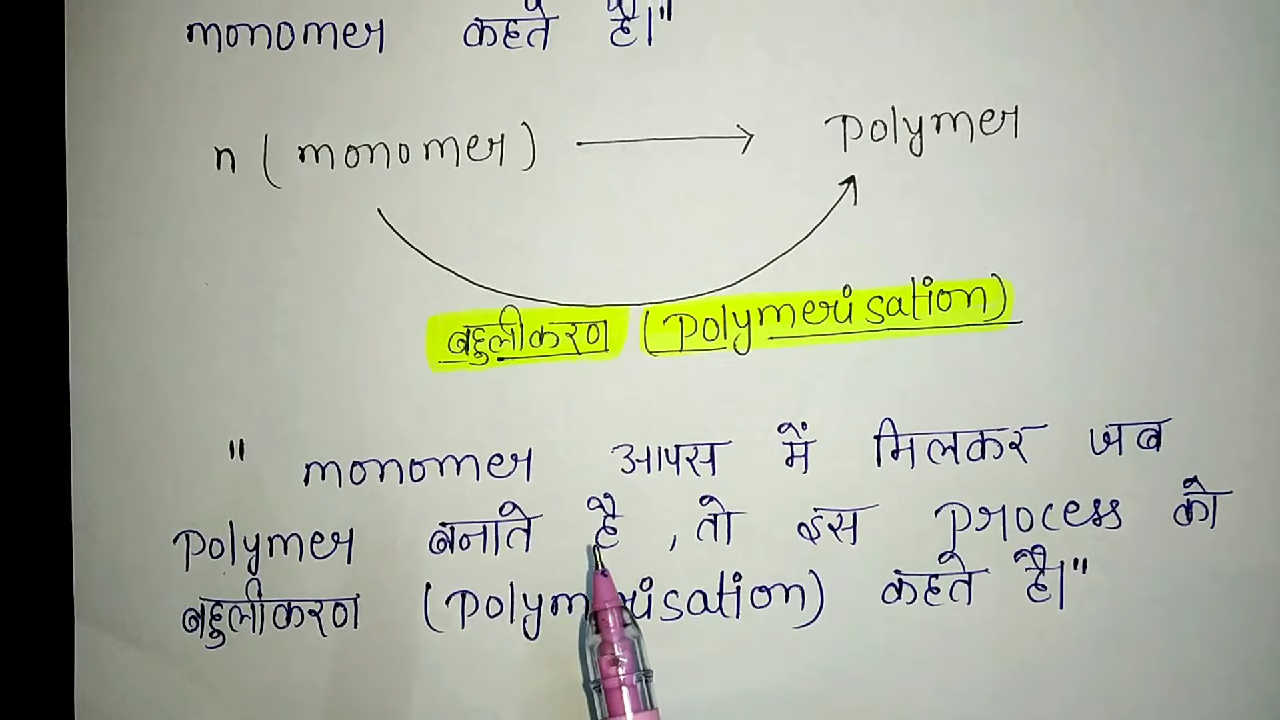 monomer कहते है।"
n ( monomer ) ⟶ Polymer
बहुलीकरण (Polymerisation)
" monomer आपस में मिलकर जब
Polymer बनाते है , तो इस Process को
बहुलीकरण (Polymerisation) कहते है।"